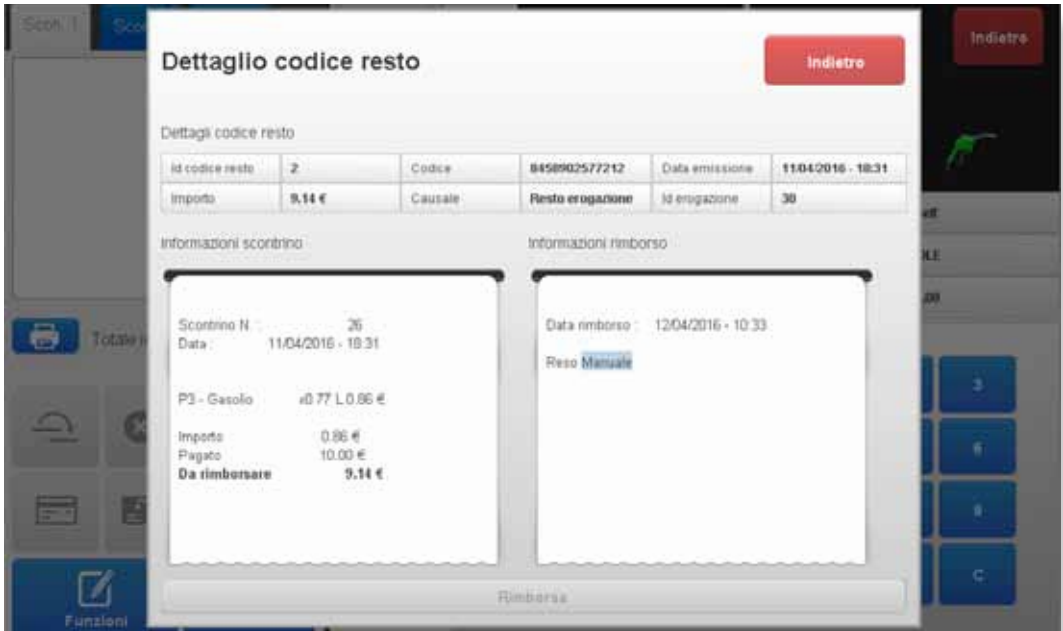 Scon. 1
Indietro
Dettaglio codice resto
Indietro
Dettagli codice resto
Id codice resto 2 Codice 8458902577212 Data emissione 11/04/2016 - 18:31
Importo 9.14 € Causale Resto erogazione Id erogazione 30
Informazioni scontrino
Informazioni rimborso
Scontrino N. : 26
Data : 11/04/2016 - 18:31
P3 - Gasolio x0.77 L 0.86 €
Importo 0.86 €
Pagato 10.00 €
Da rimborsare 9.14 €
Data rimborso : 12/04/2016 - 10:33
Reso Manuale
Totale
3
6
9
C
Rimborsa
Funzioni